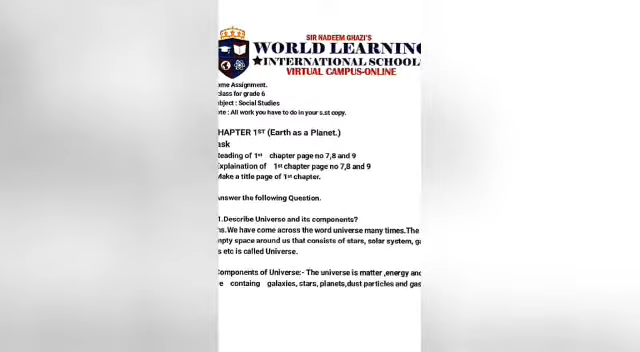 SIR NADEEM GHAZI'S
WORLD LEARNING
INTERNATIONAL SCHOOL
VIRTUAL CAMPUS-ONLINE
ome Assignment.
class for grade 6
bject : Social Studies
ote : All work you have to do in your s.st copy.
HAPTER 1ST (Earth as a Planet.)
ask
Reading of 1st chapter page no 7,8 and 9
Explaination of 1st chapter page no 7,8 and 9
Make a title page of 1st chapter.
Answer the following Question.
1.Describe Universe and its components?
ns.We have come across the word universe many times.The
mpty space around us that consists of stars, solar system, ga
s etc is called Universe.
Components of Universe:- The universe is matter ,energy and
e containg galaxies, stars, planets,dust particles and gas